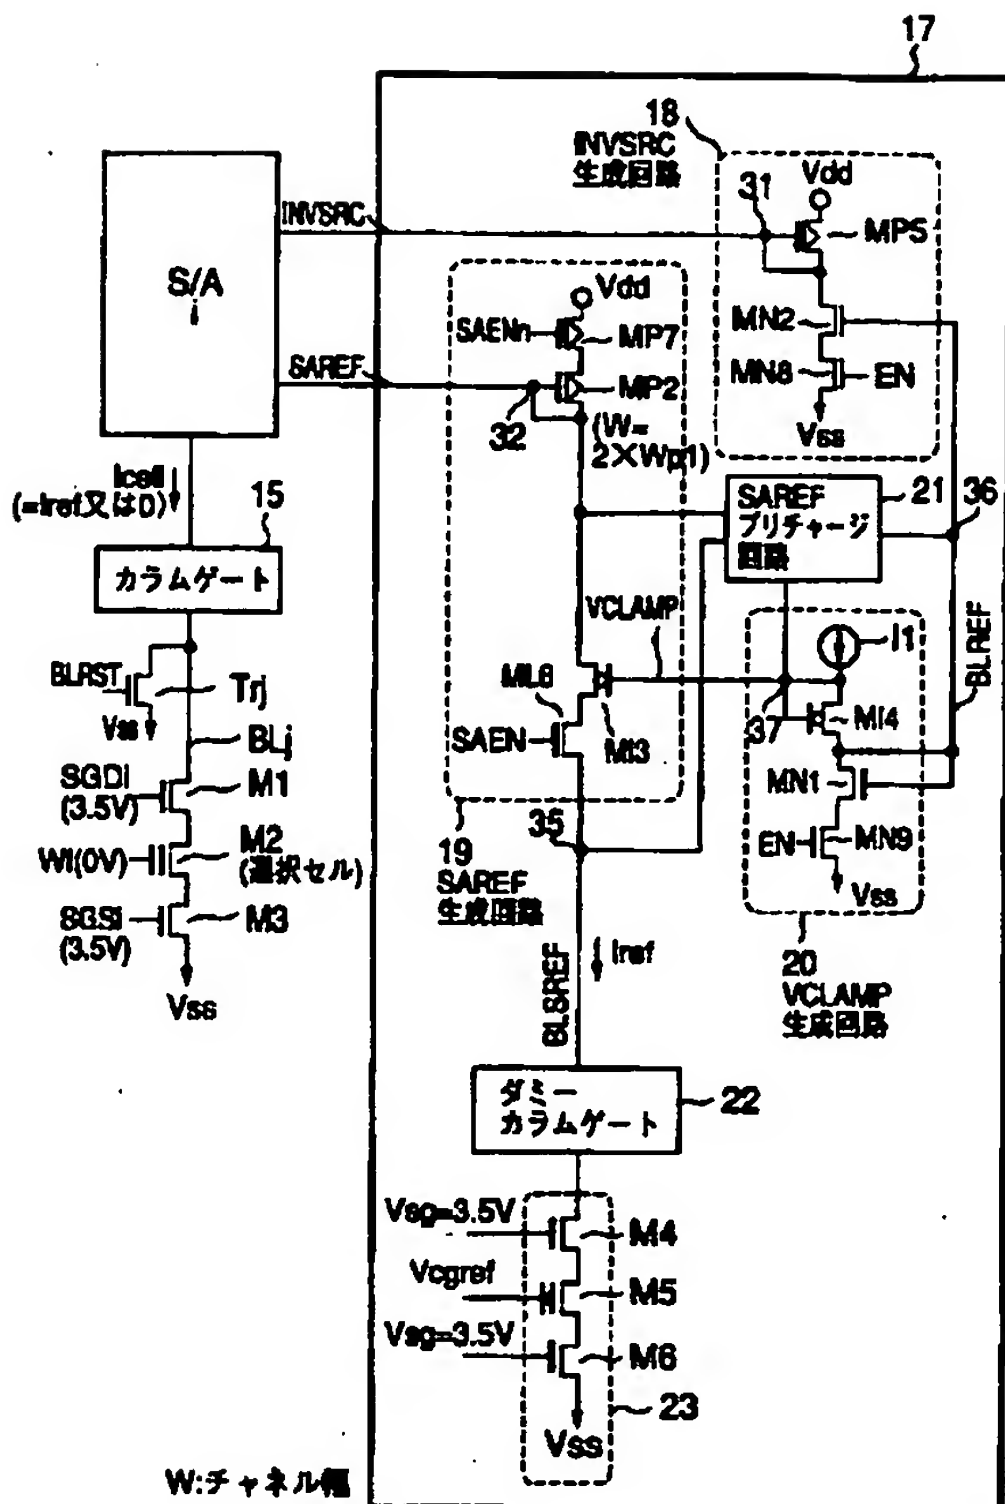 17
18
INVSRC
生成回路
Vdd
31
MP5
INVSRC
S/A
Vdd
SAENn
MP7
MN2
SAREF
MP2
MN8
EN
32
(W=
2×Wp1)
Vss
Icell
(=Iref又は0)
15
SAREF
プリチャージ
回路
21
36
カラムゲート
VCLAMP
I1
BLREF
BLRST
Trj
Vss
37
MI4
BLj
SAEN
MI3
MN1
SGDi
(3.5V)
M1
35
EN
MN9
19
SAREF
生成回路
Vss
Wi(0V)
M2
(選択セル)
SGSi
(3.5V)
M3
Iref
20
VCLAMP
生成回路
Vss
BLSREF
ダミー
カラムゲート
22
Vsg=3.5V
M4
Vcgref
M5
Vsg=3.5V
M6
23
Vss
W:チャネル幅